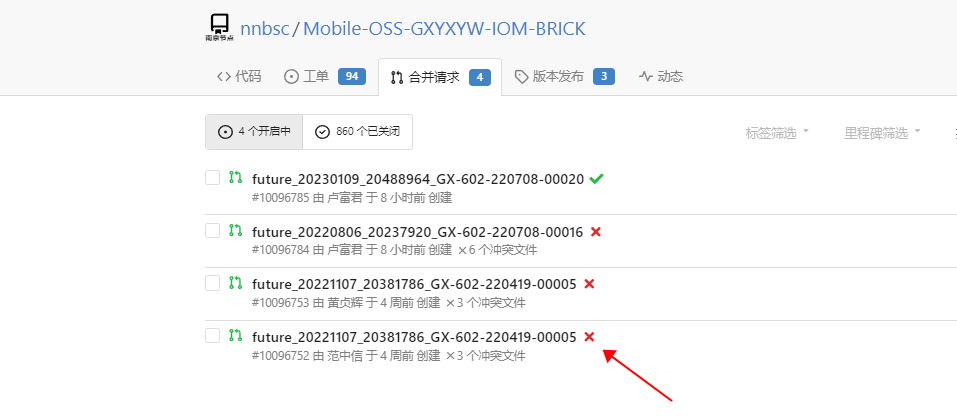 南京节点
nnbsc / Mobile-OSS-GXYXYW-IOM-BRICK
代码 工单 94 合并请求 4 版本发布 3 动态
4 个开启中 860 个已关闭 标签筛选 里程碑筛选
future_20230109_20488964_GX-602-220708-00020
#10096785 由 卢富君 于 8 小时前 创建
future_20220806_20237920_GX-602-220708-00016
#10096784 由 卢富君 于 8 小时前 创建 6 个冲突文件
future_20221107_20381786_GX-602-220419-00005
#10096753 由 黄贞辉 于 4 周前 创建 3 个冲突文件
future_20221107_20381786_GX-602-220419-00005
#10096752 由 范中信 于 4 周前 创建 3 个冲突文件